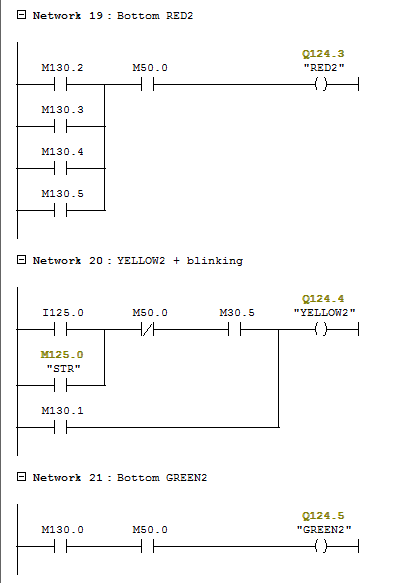 Network 19 : Bottom RED2
Q124.3
M130.2 M50.0 "RED2"
M130.3
M130.4
M130.5
Network 20 : YELLOW2 + blinking
Q124.4
I125.0 M50.0 M30.5 "YELLOW2"
M125.0
"STR"
M130.1
Network 21 : Bottom GREEN2
Q124.5
M130.0 M50.0 "GREEN2"